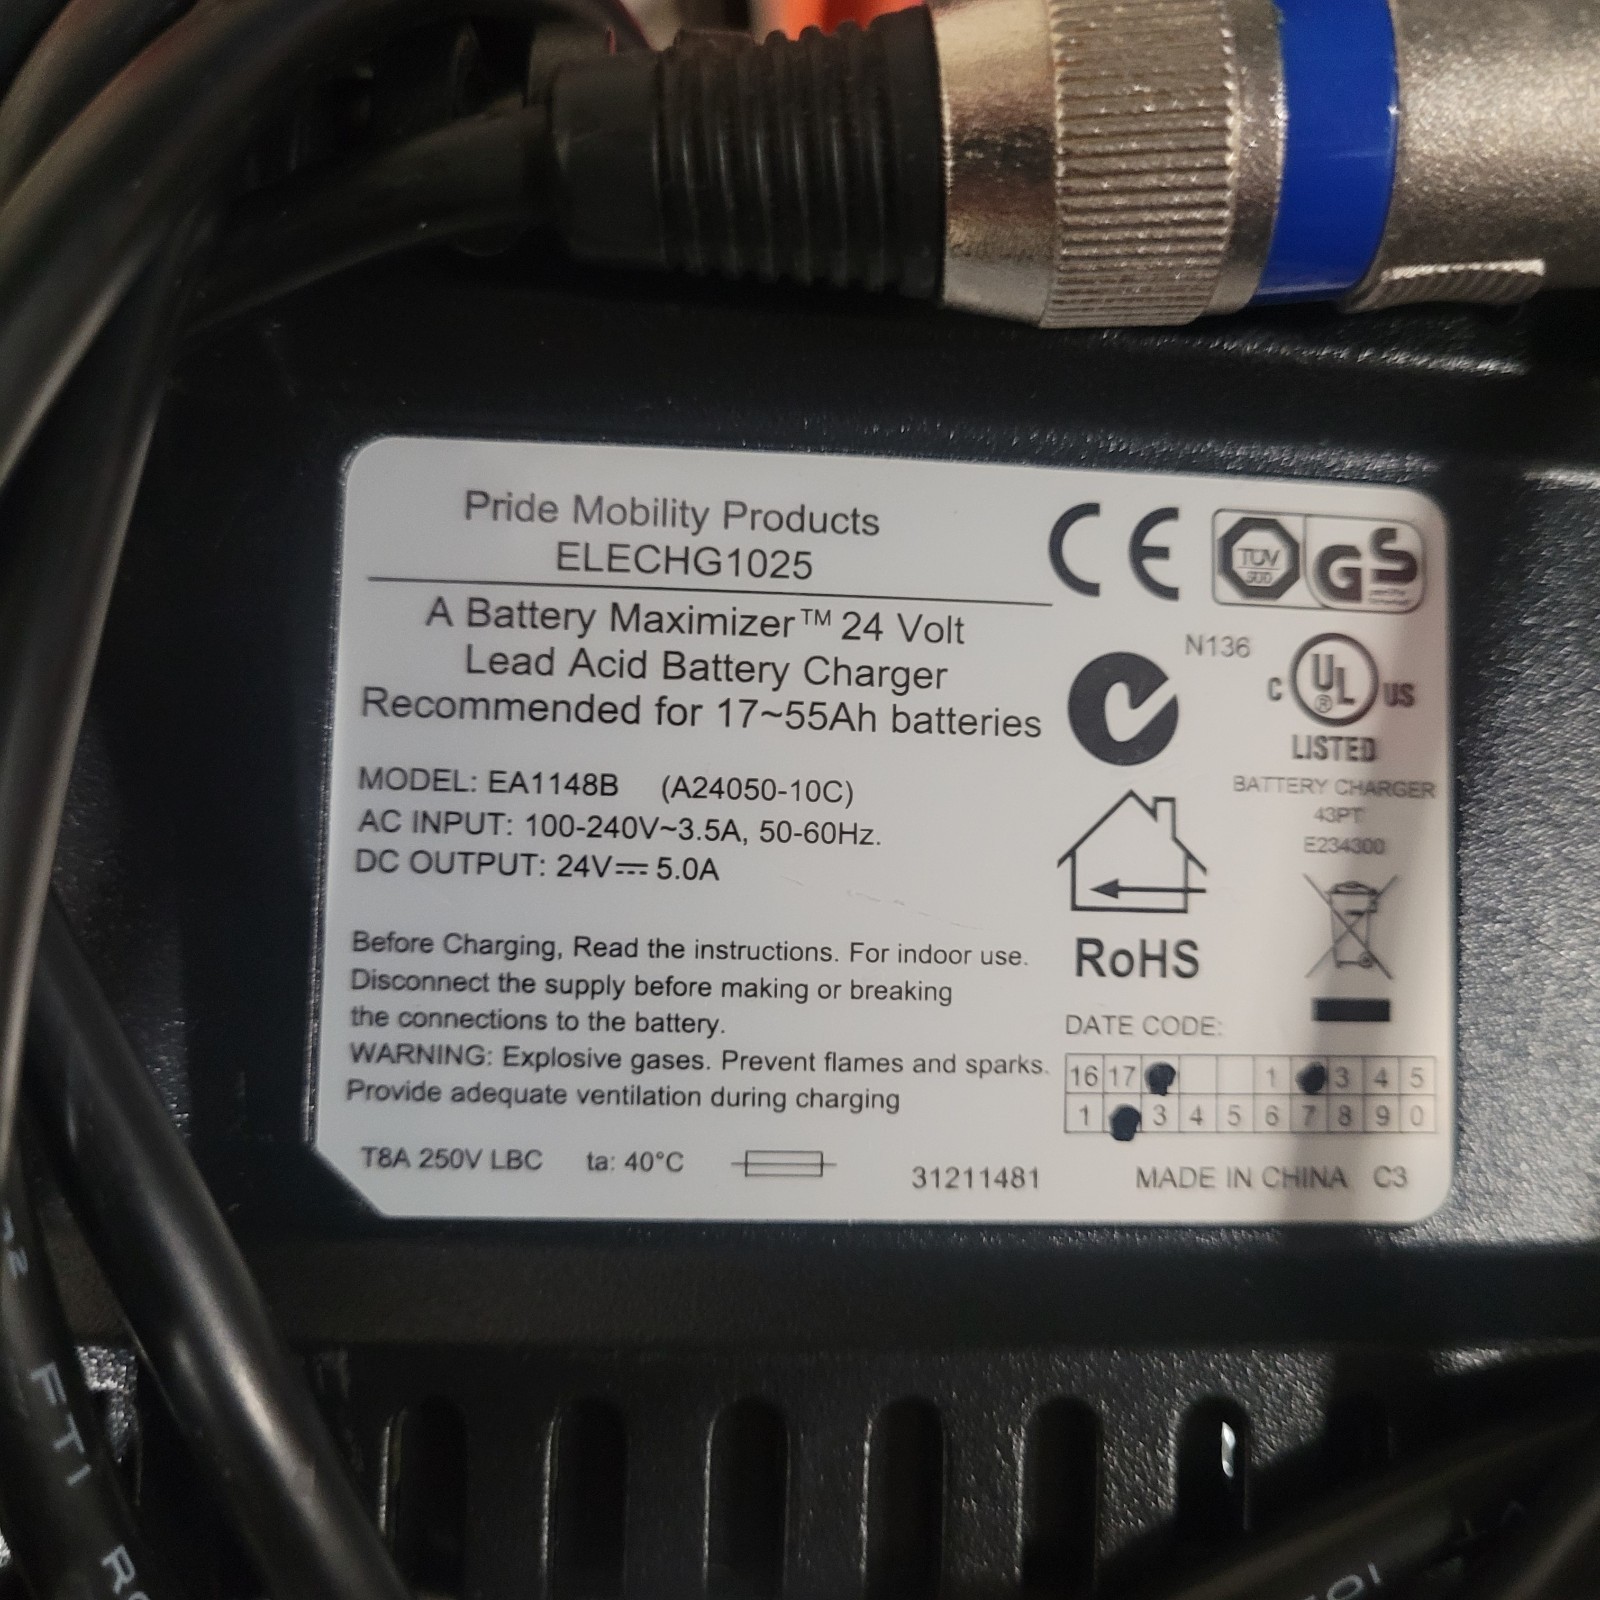 Pride Mobility Products
ELECHG1025
A Battery Maximizer™ 24 Volt
Lead Acid Battery Charger
Recommended for 17~55Ah batteries
MODEL: EA1148B (A24050-10C)
AC INPUT: 100-240V~3.5A, 50-60Hz.
DC OUTPUT: 24V⎓ 5.0A
Before Charging, Read the instructions. For indoor use.
Disconnect the supply before making or breaking
the connections to the battery.
WARNING: Explosive gases. Prevent flames and sparks.
Provide adequate ventilation during charging
T8A 250V LBC ta: 40°C
31211481
CE
TÜV
SÜD
GS
N136
C UL® US
LISTED
BATTERY CHARGER
43PT
E234300
RoHS
DATE CODE:
16 17 1 3 4 5
1 3 4 5 6 7 8 9 0
MADE IN CHINA C3
FTI